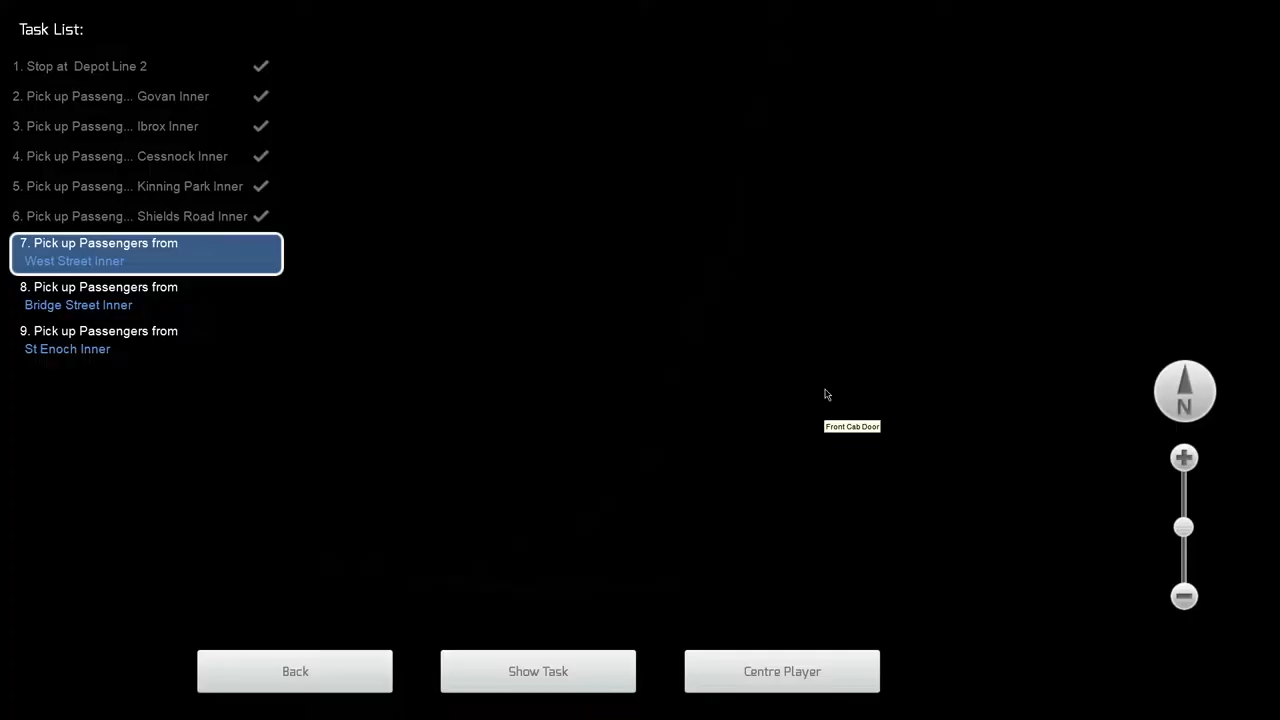 Task List:
1. Stop at  Depot Line 2
2. Pick up Passeng... Govan Inner
3. Pick up Passeng... Ibrox Inner
4. Pick up Passeng... Cessnock Inner
5. Pick up Passeng... Kinning Park Inner
6. Pick up Passeng... Shields Road Inner
7. Pick up Passengers from
West Street Inner
8. Pick up Passengers from
Bridge Street Inner
9. Pick up Passengers from
St Enoch Inner
N
Front Cab Door
Back
Show Task
Centre Player